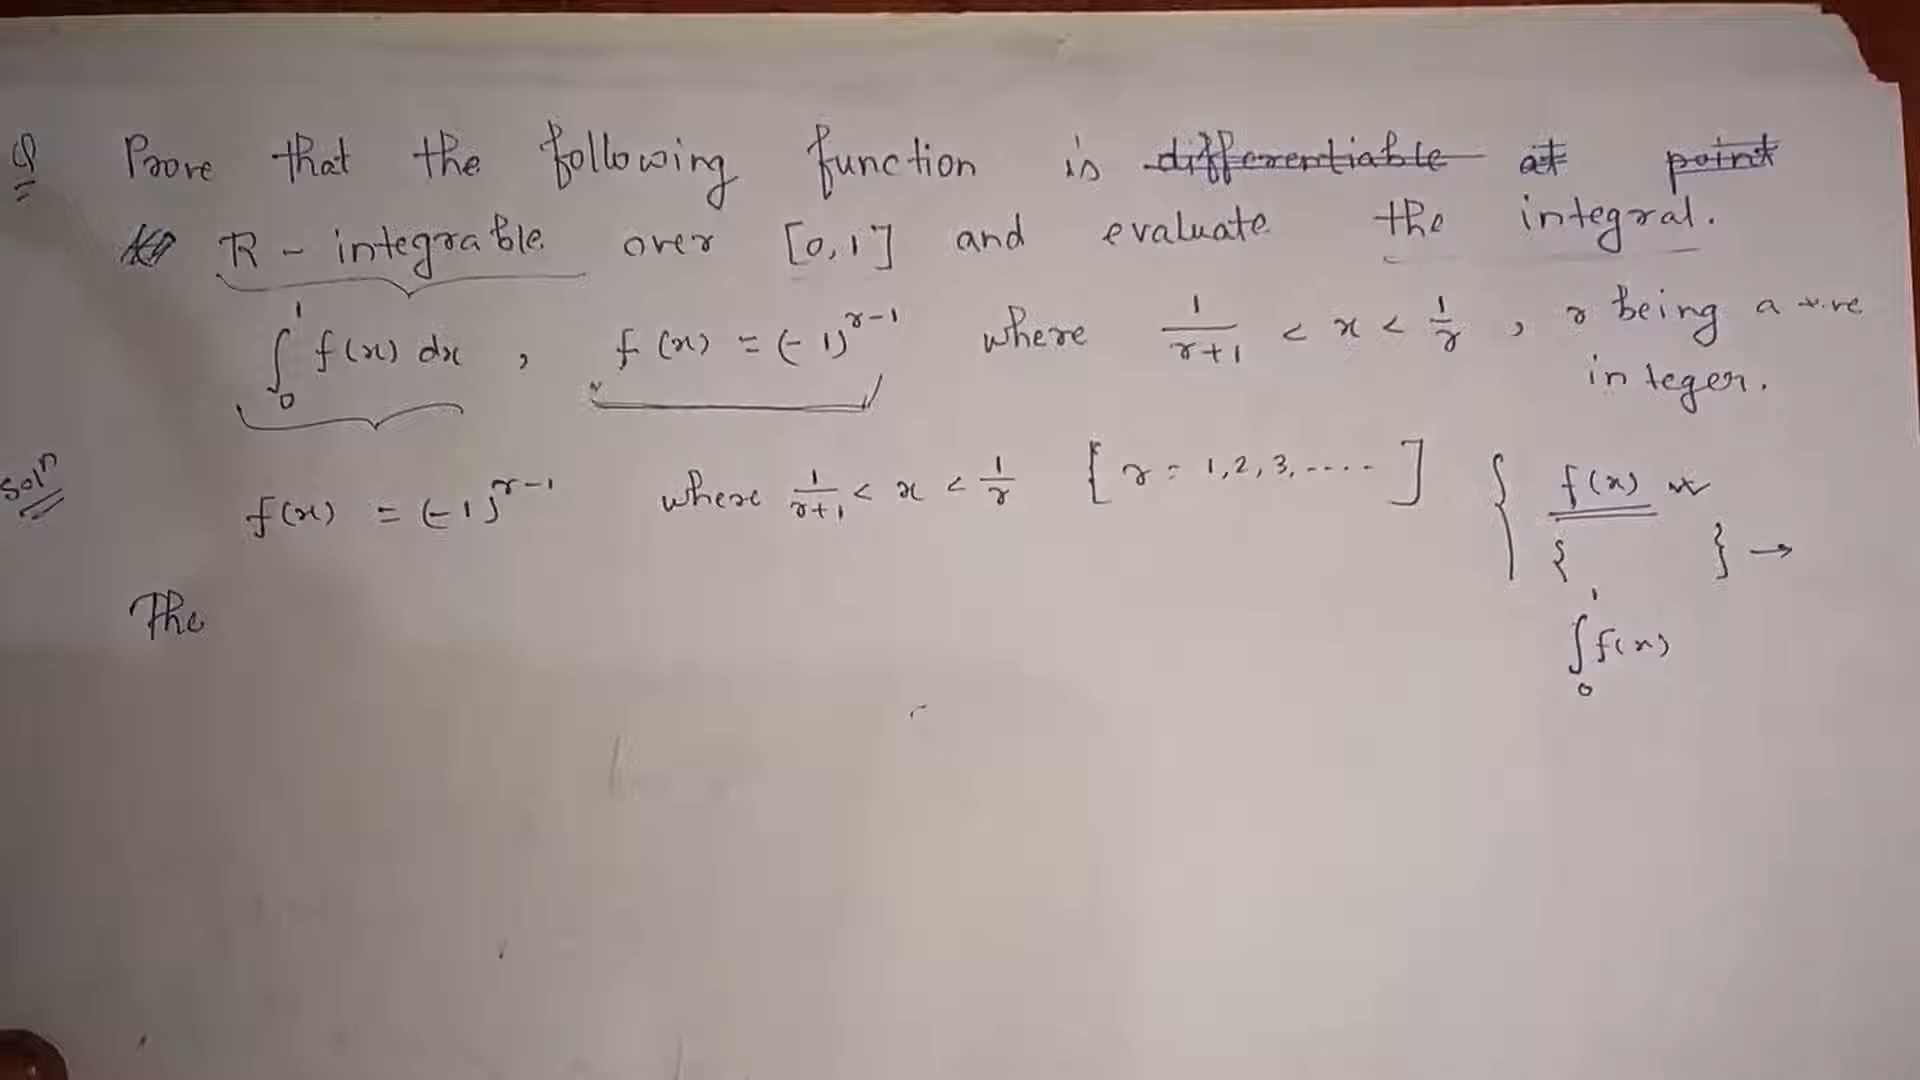 Q Prove that the following function is differentiable at point
R - integrable over [0,1] and evaluate the integral.
∫₀¹ f(x) dx , f(x) = (-1)^{r-1} where 1/(r+1) < x < 1/r , r being a +ive
integer.
Solⁿ f(x) = (-1)^{r-1} where 1/(r+1) < x < 1/r [r = 1,2,3,....] { f(x)
{ } →
The
∫₀¹ f(x)